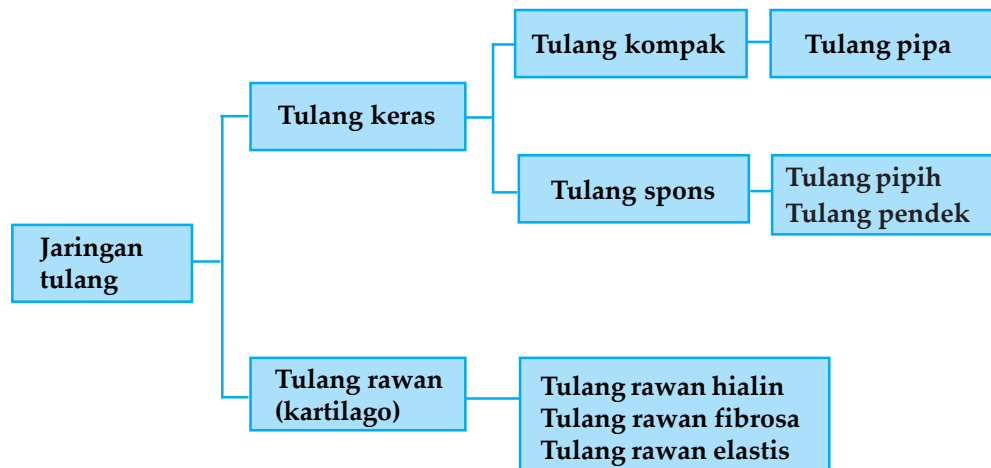 Tulang kompak
Tulang pipa
Tulang keras
Tulang spons
Tulang pipih
Tulang pendek
Jaringan
tulang
Tulang rawan
(kartilago)
Tulang rawan hialin
Tulang rawan fibrosa
Tulang rawan elastis